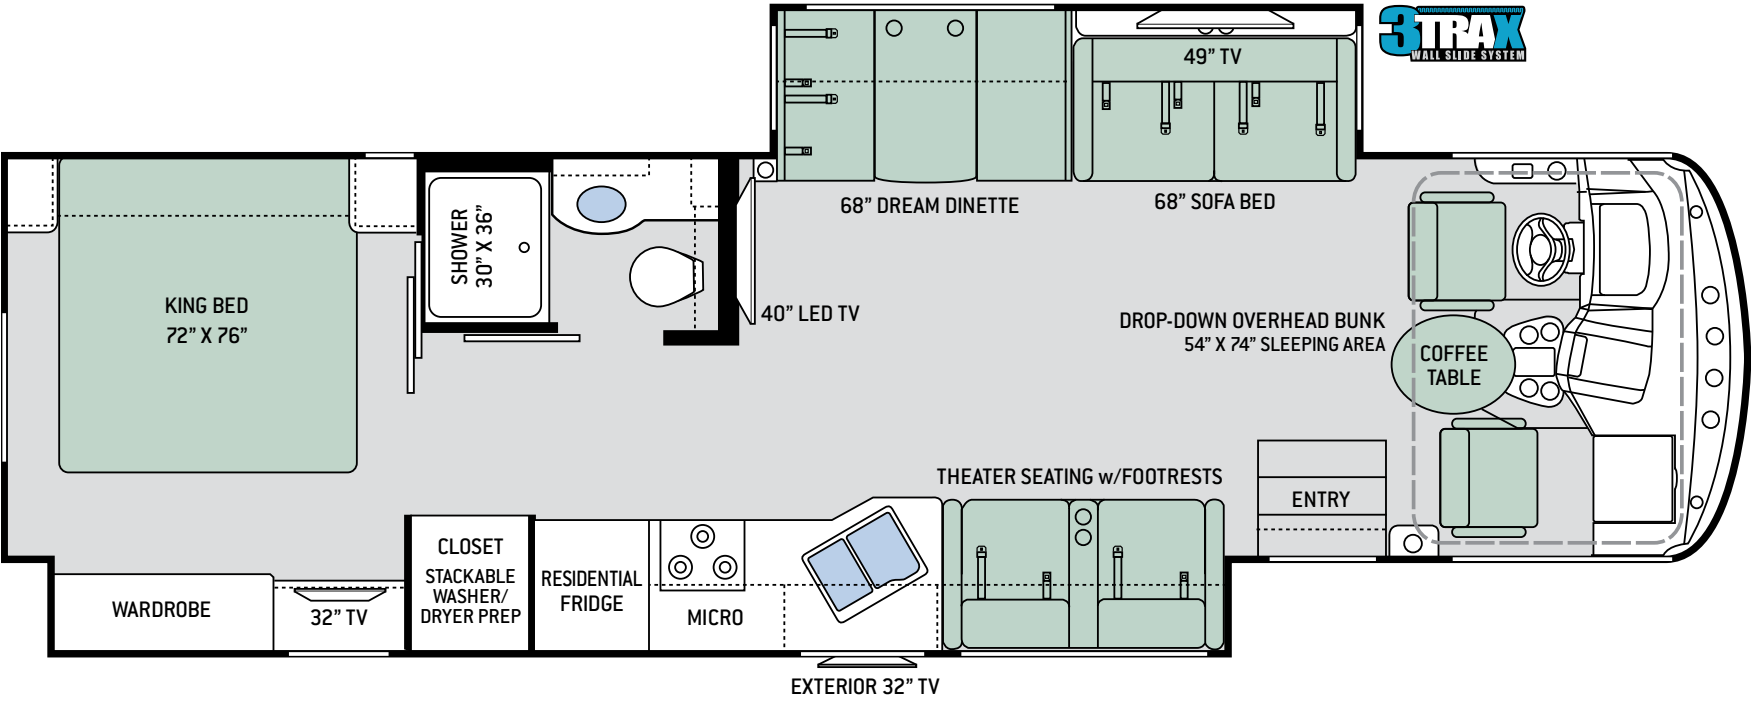 3TRAX
WALL SLIDE SYSTEM
49” TV
68” DREAM DINETTE
68” SOFA BED
SHOWER
30” X 36”
KING BED
72” X 76”
40” LED TV
DROP-DOWN OVERHEAD BUNK
54” X 74” SLEEPING AREA
COFFEE
TABLE
THEATER SEATING w/FOOTRESTS
ENTRY
CLOSET
STACKABLE
WASHER/
DRYER PREP
RESIDENTIAL
FRIDGE
MICRO
WARDROBE
32” TV
EXTERIOR 32” TV